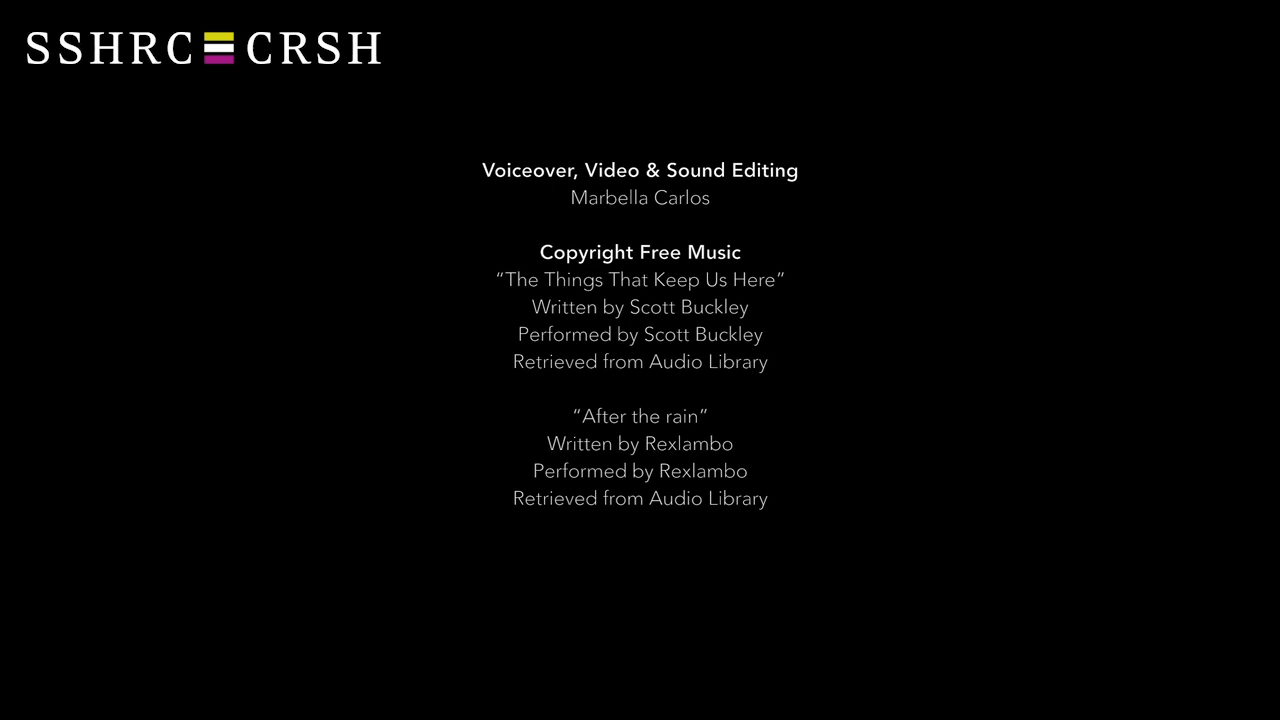 SSHRC CRSH
Voiceover, Video & Sound Editing
Marbella Carlos
Copyright Free Music
“The Things That Keep Us Here”
Written by Scott Buckley
Performed by Scott Buckley
Retrieved from Audio Library
“After the rain”
Written by Rexlambo
Performed by Rexlambo
Retrieved from Audio Library